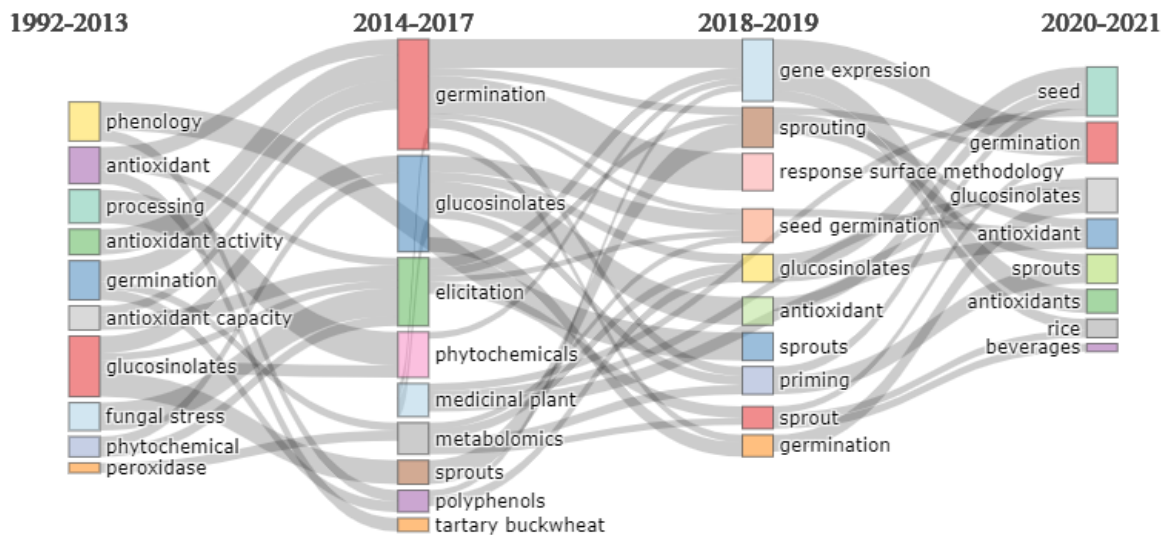 1992–2013 2014–2017 2018–2019 2020–2021
phenology
antioxidant
processing
antioxidant activity
germination
antioxidant capacity
glucosinolates
fungal stress
phytochemical
peroxidase
germination
glucosinolates
elicitation
phytochemicals
medicinal plant
metabolomics
sprouts
polyphenols
tartary buckwheat
gene expression
sprouting
response surface methodology
seed germination
glucosinolates
antioxidant
sprouts
priming
sprout
germination
seed
germination
glucosinolates
antioxidant
sprouts
antioxidants
rice
beverages